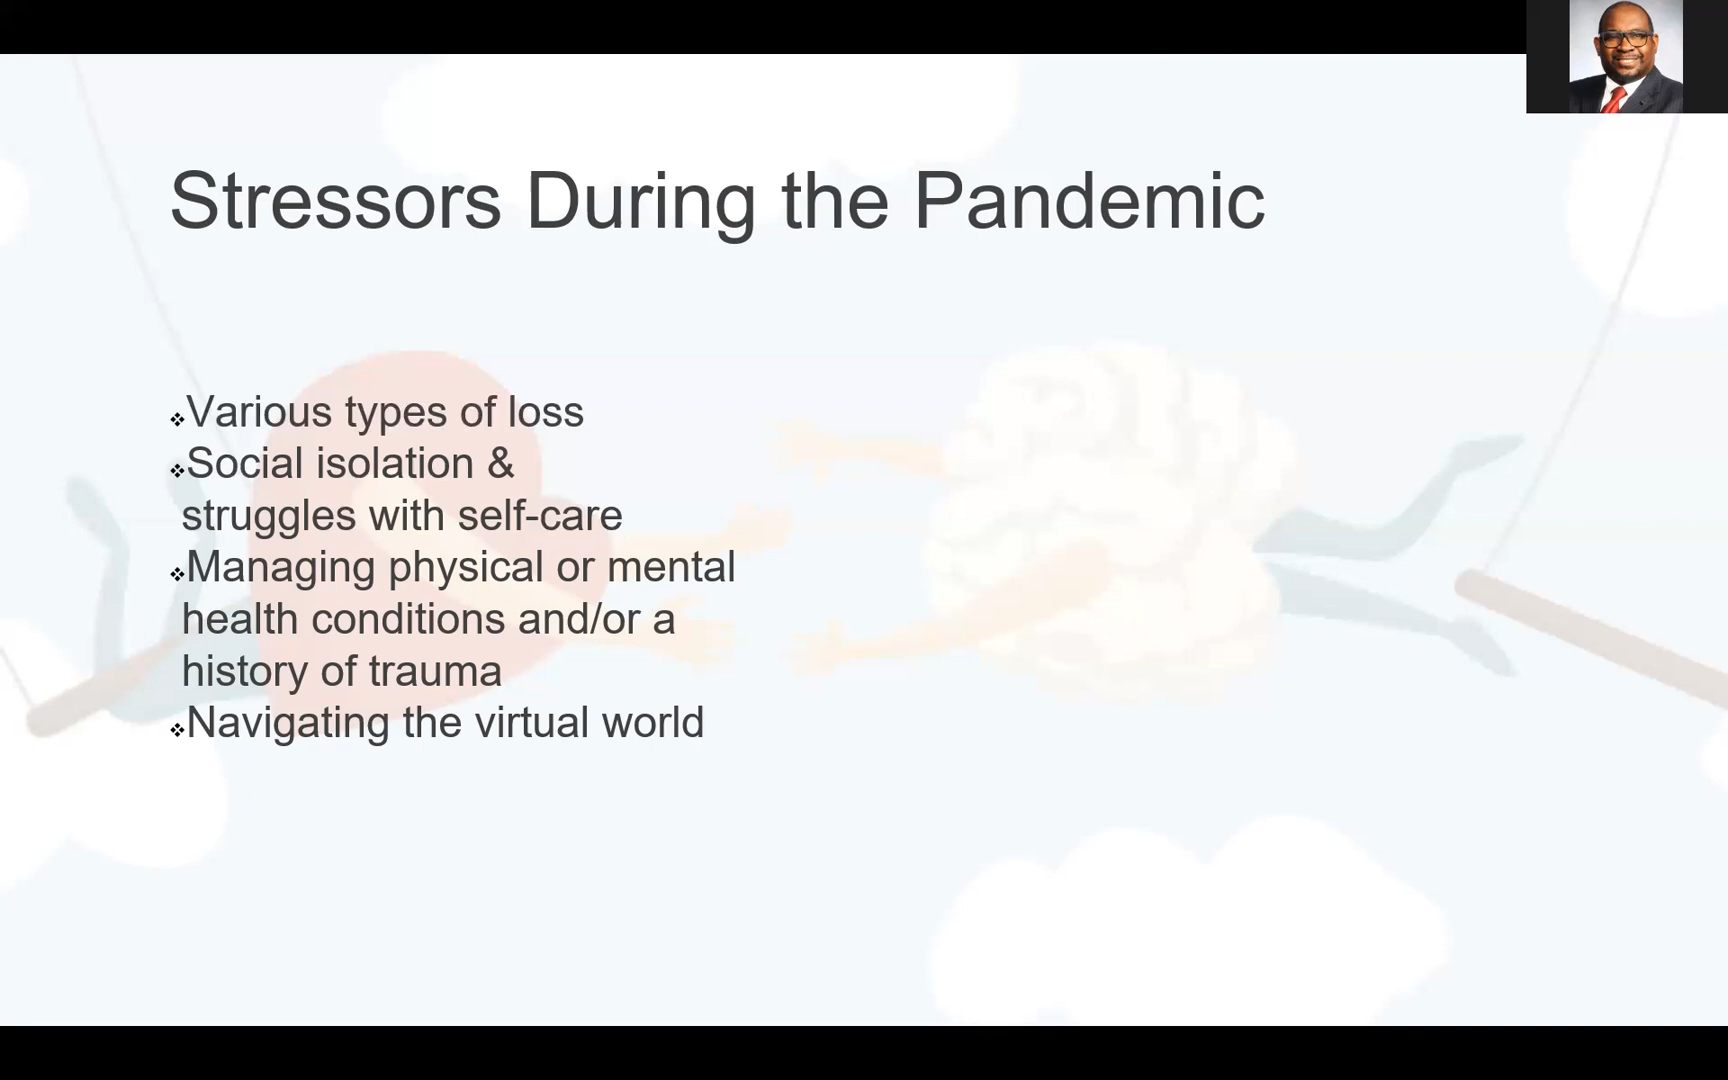 Stressors During the Pandemic
❖Various types of loss
❖Social isolation &
struggles with self-care
❖Managing physical or mental
health conditions and/or a
history of trauma
❖Navigating the virtual world